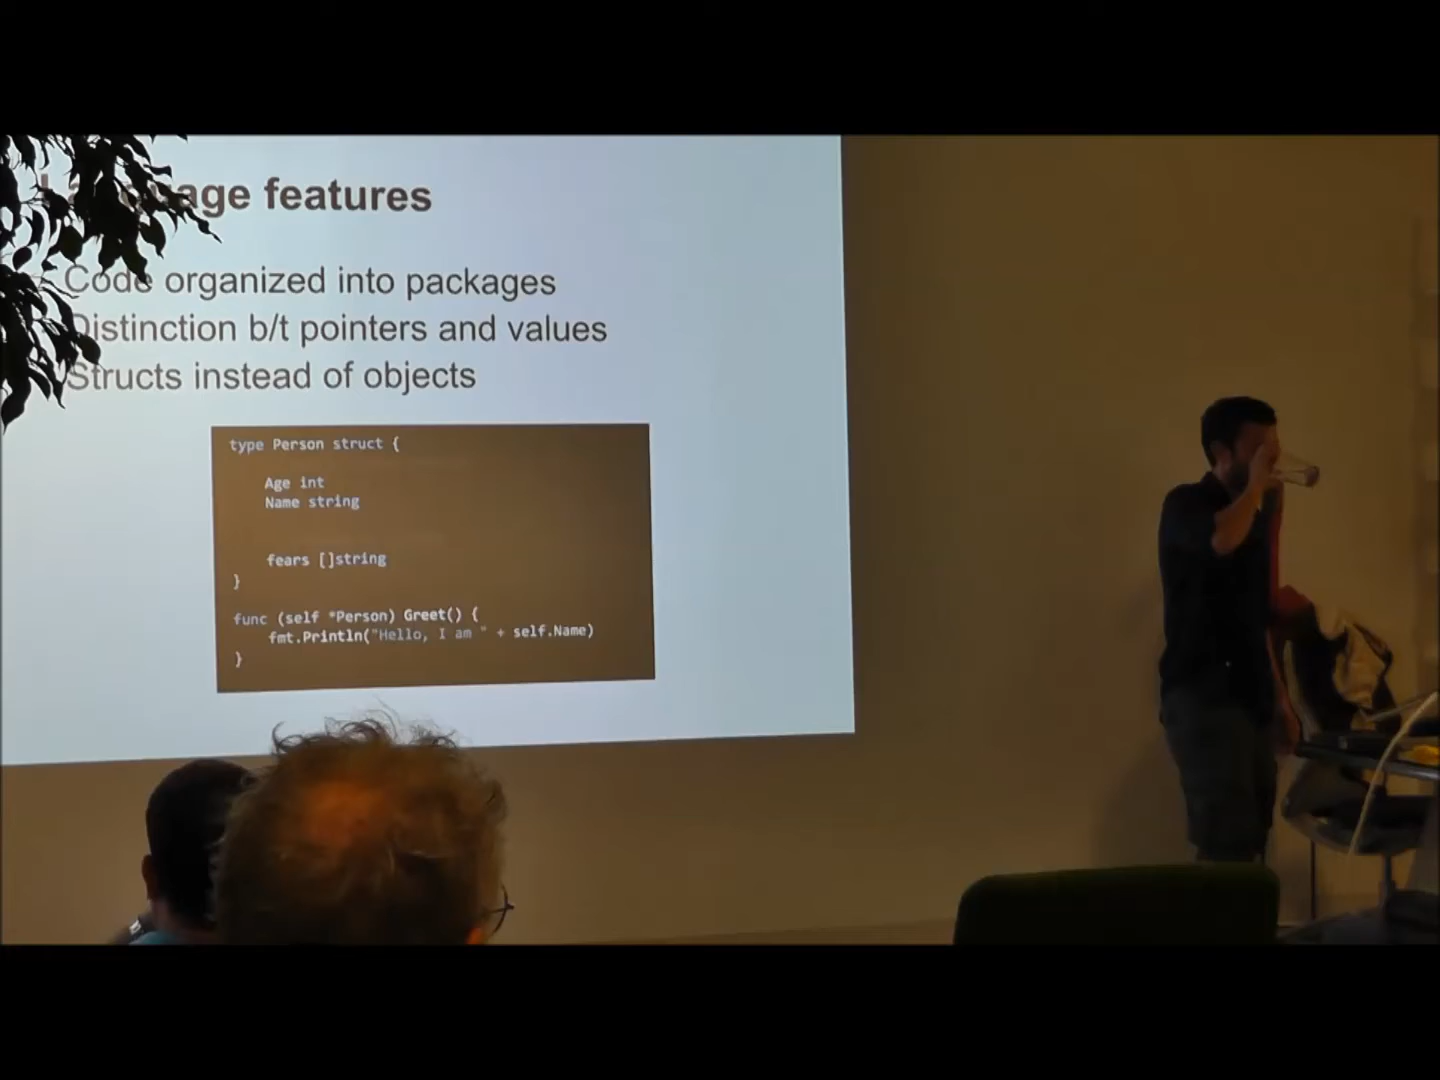 Language features
Code organized into packages
Distinction b/t pointers and values
Structs instead of objects
type Person struct {
Age int
Name string
fears []string
}
func (self *Person) Greet() {
fmt.Println("Hello, I am " + self.Name)
}